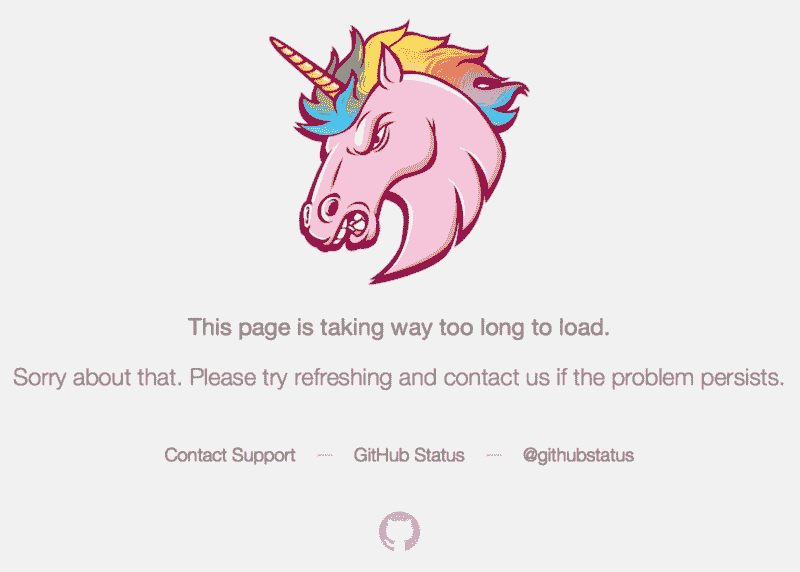 This page is taking way too long to load.
Sorry about that. Please try refreshing and contact us if the problem persists.
Contact Support — GitHub Status — @githubstatus